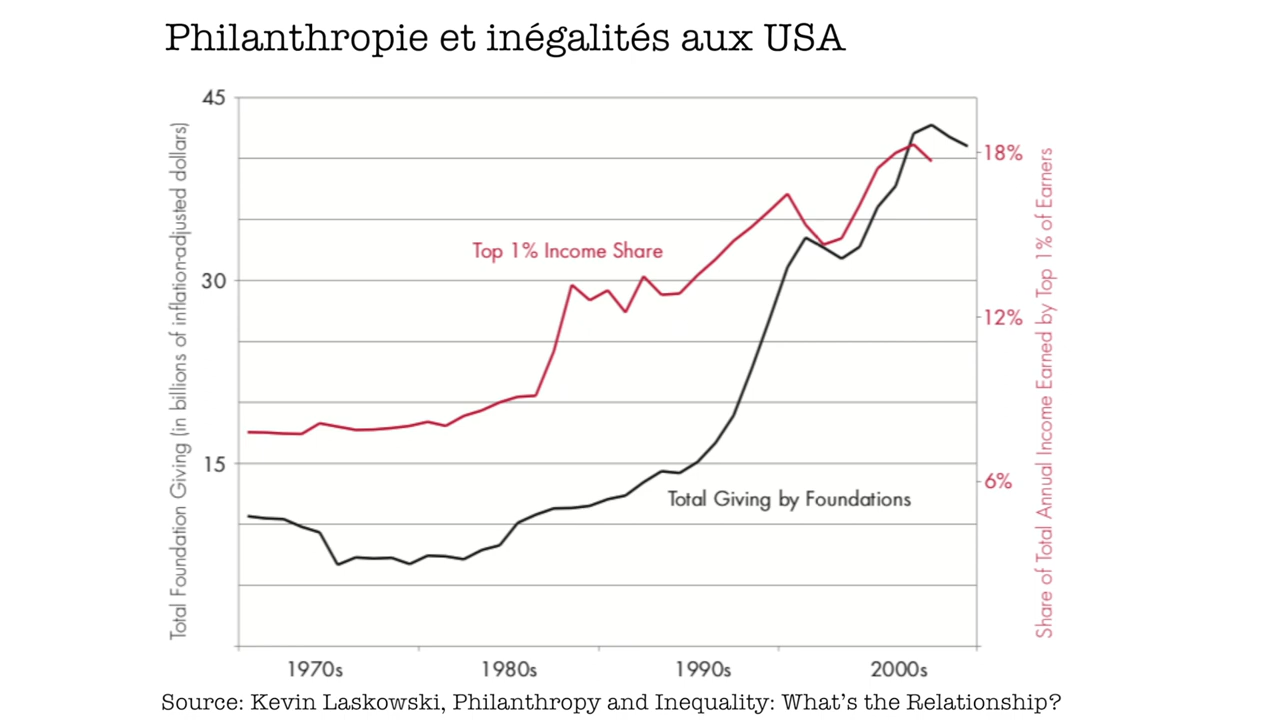 Philanthropie et inégalités aux USA
Total Foundation Giving (in billions of inflation-adjusted dollars)
45
30
15
Top 1% Income Share
Total Giving by Foundations
18%
12%
6%
Share of Total Annual Income Earned by Top 1% of Earners
1970s
1980s
1990s
2000s
Source: Kevin Laskowski, Philanthropy and Inequality: What's the Relationship?